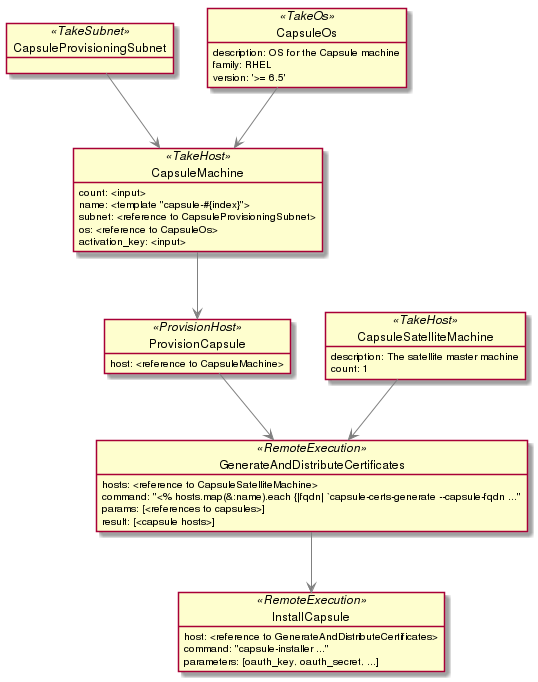 «TakeSubnet»
CapsuleProvisioningSubnet
«TakeOs»
CapsuleOs
description: OS for the Capsule machine
family: RHEL
version: '>= 6.5'
«TakeHost»
CapsuleMachine
count: <input>
name: <template "capsule-#{index}">
subnet: <reference to CapsuleProvisioningSubnet>
os: <reference to CapsuleOs>
activation_key: <input>
«ProvisionHost»
ProvisionCapsule
host: <reference to CapsuleMachine>
«TakeHost»
CapsuleSatelliteMachine
description: The satellite master machine
count: 1
«RemoteExecution»
GenerateAndDistributeCertificates
hosts: <reference to CapsuleSatelliteMachine>
command: "<% hosts.map(&:name).each {|fqdn| `capsule-certs-generate --capsule-fqdn ..."
params: [<references to capsules>]
result: [<capsule hosts>]
«RemoteExecution»
InstallCapsule
host: <reference to GenerateAndDistributeCertificates>
command: "capsule-installer ..."
parameters: [oauth_key, oauth_secret, ...]